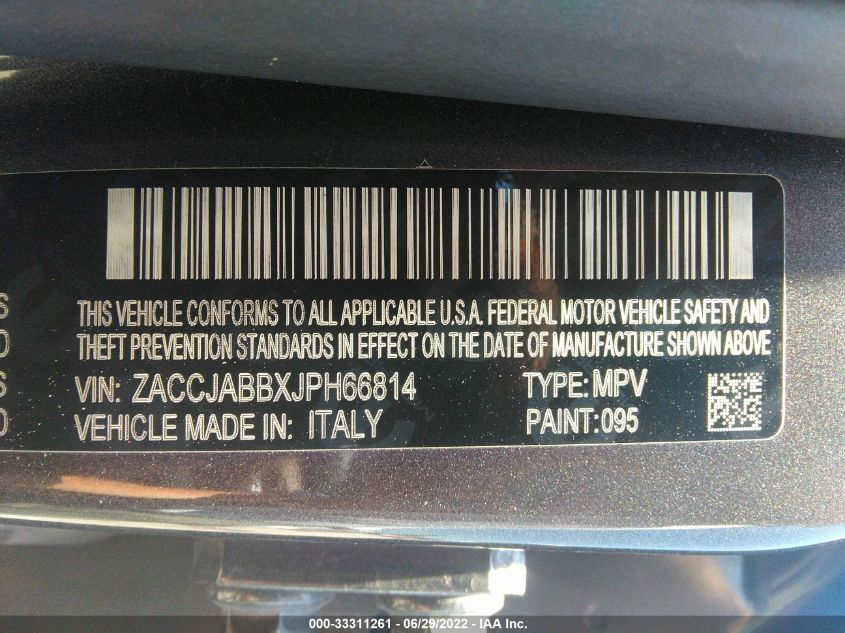 S
D
S
D
THIS VEHICLE CONFORMS TO ALL APPLICABLE U.S.A. FEDERAL MOTOR VEHICLE SAFETY AND
THEFT PREVENTION STANDARDS IN EFFECT ON THE DATE OF MANUFACTURE SHOWN ABOVE
VIN: ZACCJABBXJPH66814 TYPE: MPV
VEHICLE MADE IN: ITALY PAINT:095
000-33311261 - 06/29/2022 - IAA Inc.